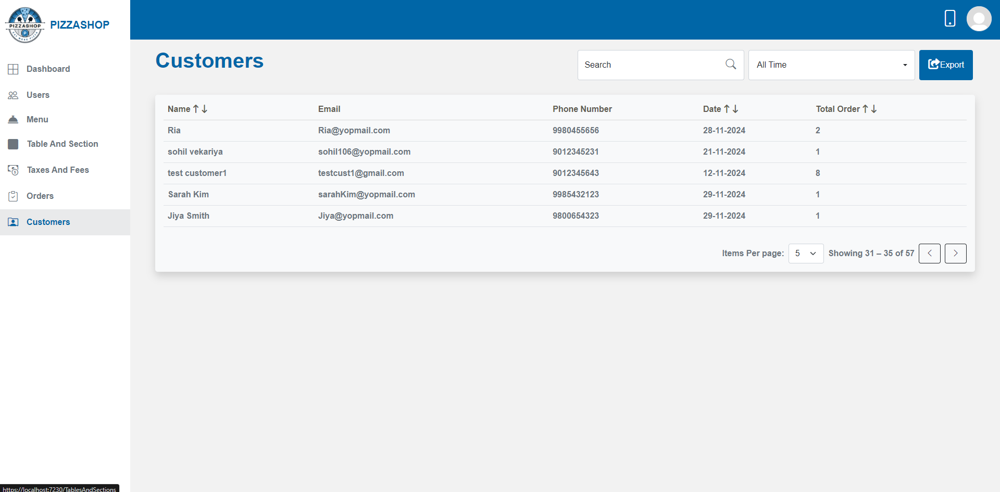 PIZZASHOP
EAT MORE PIZZA
PIZZASHOP
Dashboard
Users
Menu
Table And Section
Taxes And Fees
Orders
Customers
Customers
Search
All Time
Export
Name Email Phone Number Date Total Order
Ria Ria@yopmail.com 9980455656 28-11-2024 2
sohil vekariya sohil106@yopmail.com 9012345231 21-11-2024 1
test customer1 testcust1@gmail.com 9012345643 12-11-2024 8
Sarah Kim sarahKim@yopmail.com 9985432123 29-11-2024 1
Jiya Smith Jiya@yopmail.com 9800654323 29-11-2024 1
Items Per page: 5 Showing 31 – 35 of 57
https://localhost:7230/TablesAndSections